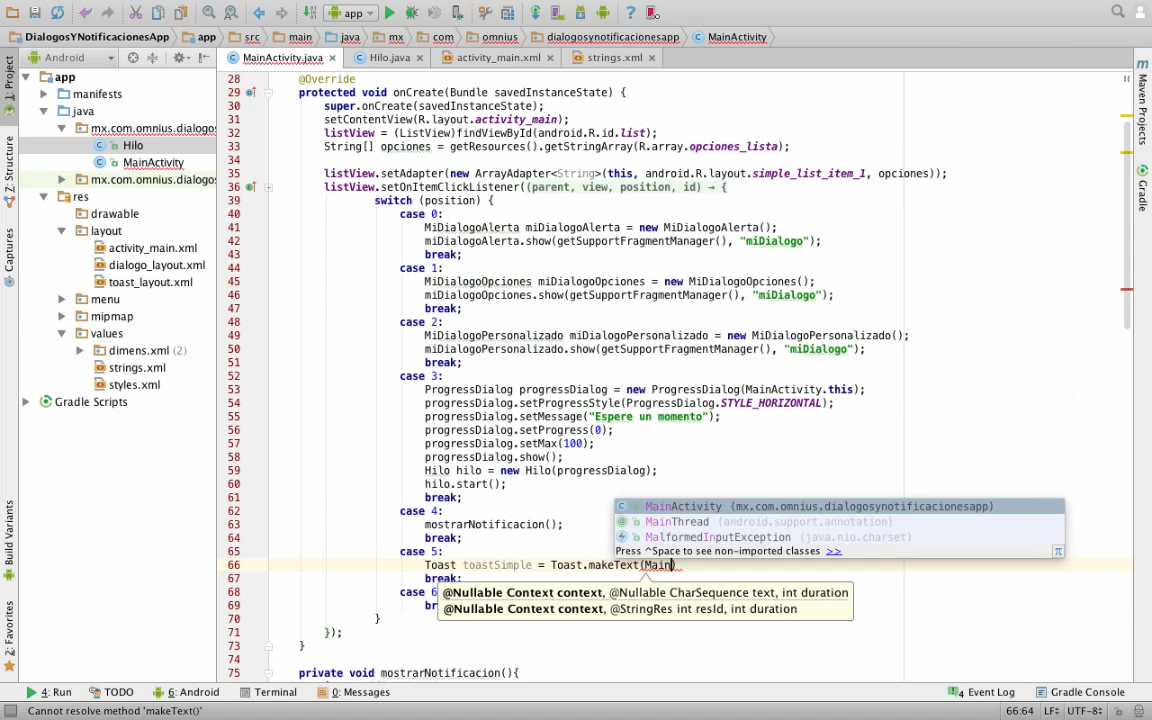 app
DialogosYNotificacionesApp app src main java mx com omnius dialogosynotificacionesapp MainActivity
1: Project
Z: Structure
Captures
Build Variants
2: Favorites
Android
app
manifests
java
mx.com.omnius.dialogos
Hilo
MainActivity
mx.com.omnius.dialogos
res
drawable
layout
activity_main.xml
dialogo_layout.xml
toast_layout.xml
menu
mipmap
values
dimens.xml (2)
strings.xml
styles.xml
Gradle Scripts
MainActivity.java Hilo.java activity_main.xml strings.xml
28 @Override
29 protected void onCreate(Bundle savedInstanceState) {
30 super.onCreate(savedInstanceState);
31 setContentView(R.layout.activity_main);
32 listView = (ListView)findViewById(android.R.id.list);
33 String[] opciones = getResources().getStringArray(R.array.opciones_lista);
34
35 listView.setAdapter(new ArrayAdapter<String>(this, android.R.layout.simple_list_item_1, opciones));
36 listView.setOnItemClickListener((parent, view, position, id) → {
39 switch (position) {
40 case 0:
41 MiDialogoAlerta miDialogoAlerta = new MiDialogoAlerta();
42 miDialogoAlerta.show(getSupportFragmentManager(), "miDialogo");
43 break;
44 case 1:
45 MiDialogoOpciones miDialogoOpciones = new MiDialogoOpciones();
46 miDialogoOpciones.show(getSupportFragmentManager(), "miDialogo");
47 break;
48 case 2:
49 MiDialogoPersonalizado miDialogoPersonalizado = new MiDialogoPersonalizado();
50 miDialogoPersonalizado.show(getSupportFragmentManager(), "miDialogo");
51 break;
52 case 3:
53 ProgressDialog progressDialog = new ProgressDialog(MainActivity.this);
54 progressDialog.setProgressStyle(ProgressDialog.STYLE_HORIZONTAL);
55 progressDialog.setMessage("Espere un momento");
56 progressDialog.setProgress(0);
57 progressDialog.setMax(100);
58 progressDialog.show();
59 Hilo hilo = new Hilo(progressDialog);
60 hilo.start();
61 break;
62 case 4:
63 mostrarNotificacion();
64 break;
65 case 5:
66 Toast toastSimple = Toast.makeText(Main)
67 break;
68 case 6
69 br
70 }
71 });
73 }
74
75 private void mostrarNotificacion(){
MainActivity (mx.com.omnius.dialogosynotificacionesapp)
MainThread (android.support.annotation)
MalformedInputException (java.nio.charset)
Press ^Space to see non-imported classes >>
π
@Nullable Context context, @Nullable CharSequence text, int duration
@Nullable Context context, @StringRes int resId, int duration
Maven Projects
Gradle
4: Run TODO 6: Android Terminal 0: Messages 4 Event Log Gradle Console
Cannot resolve method 'makeText()' 66:64 LF UTF-8